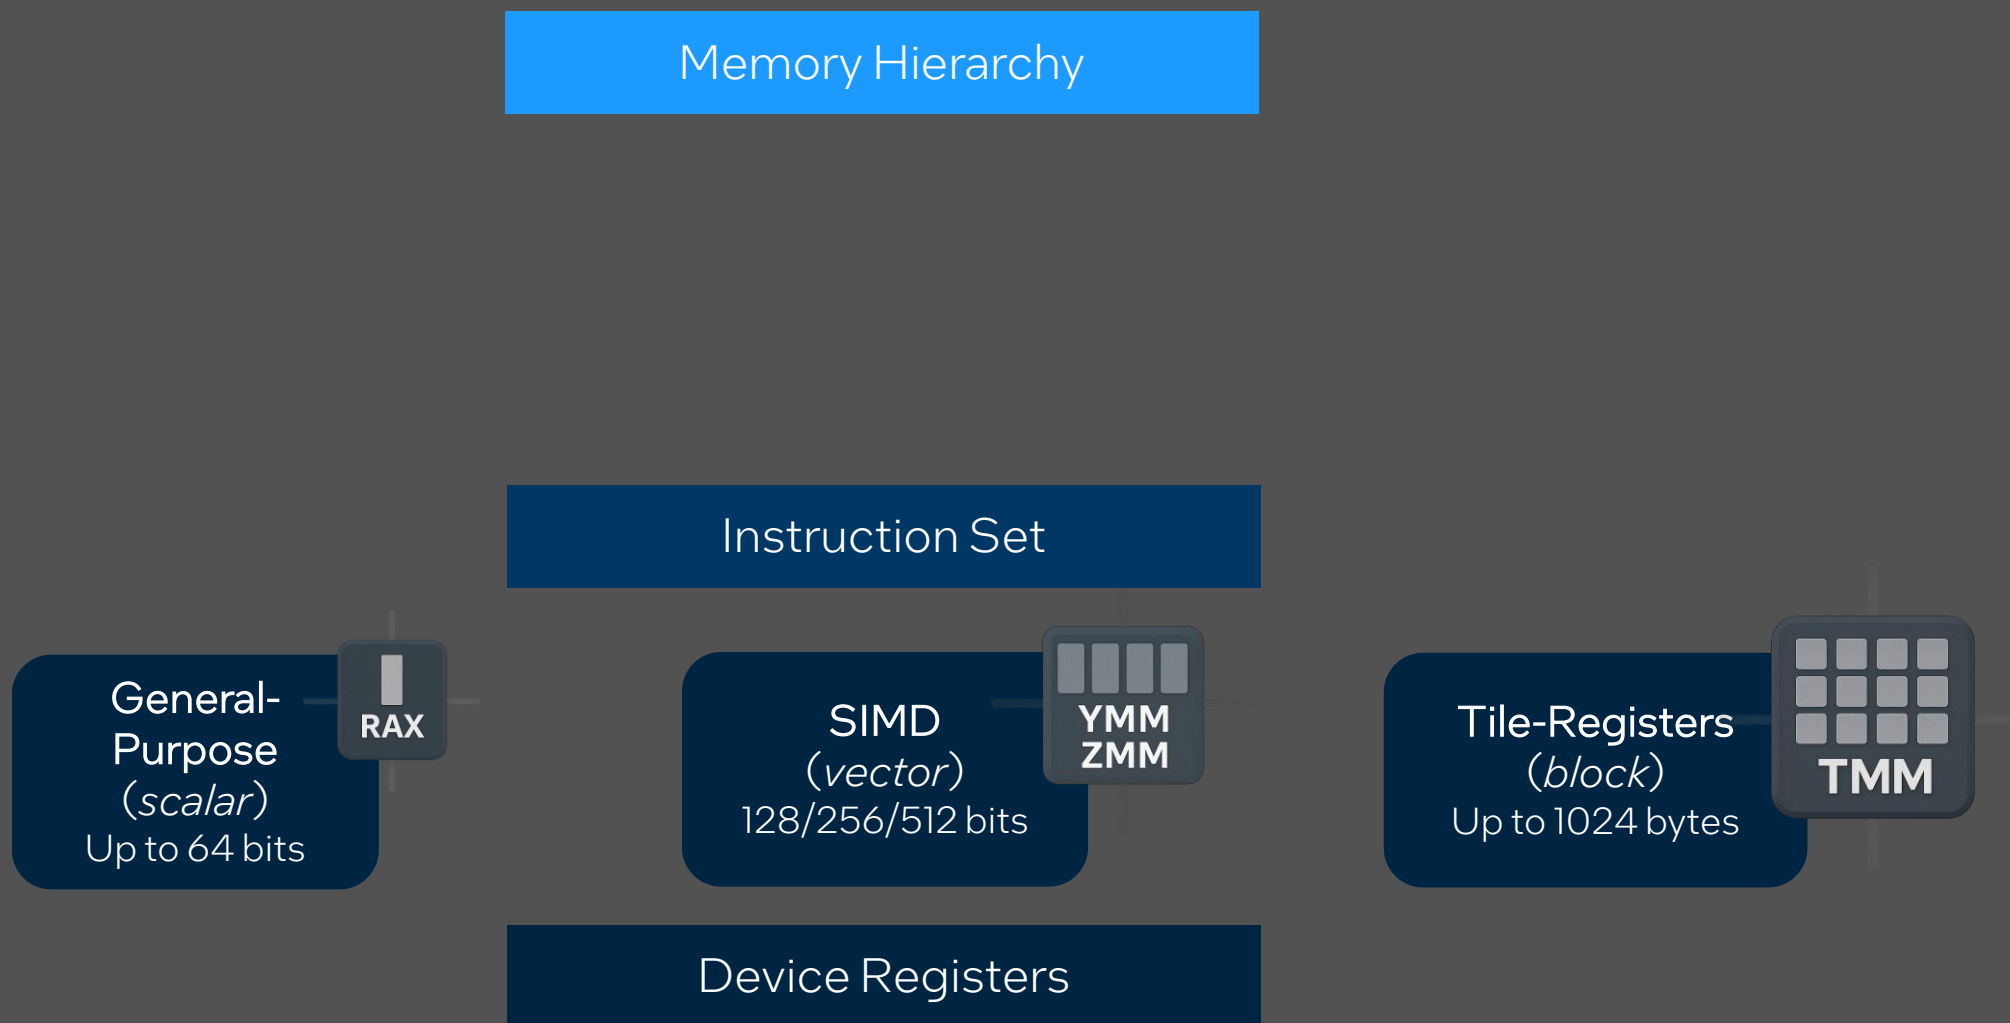 Memory Hierarchy
Instruction Set
General-
Purpose
(scalar)
Up to 64 bits
RAX
SIMD
(vector)
128/256/512 bits
YMM
ZMM
Tile-Registers
(block)
Up to 1024 bytes
TMM
Device Registers